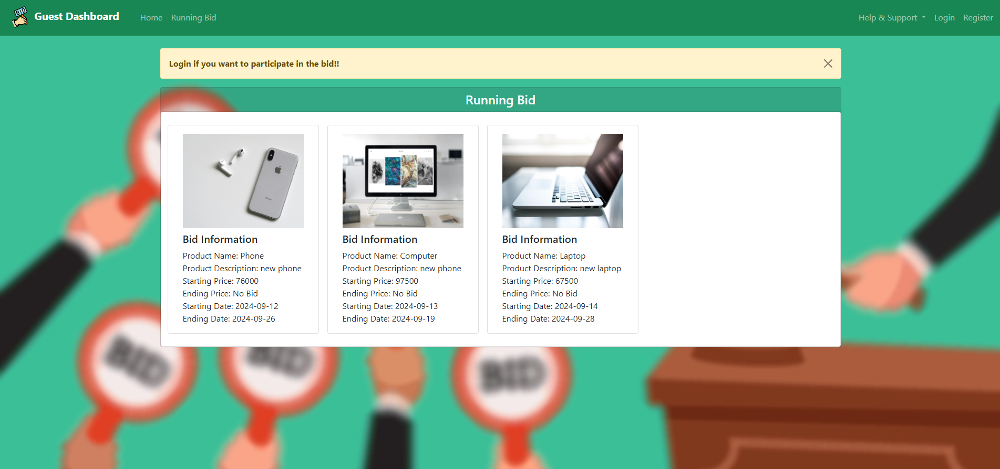 BID
Guest Dashboard
Home
Running Bid
Help & Support
Login
Register
Login if you want to participate in the bid!!
Running Bid
iPhone
Bid Information
Product Name: Phone
Product Description: new phone
Starting Price: 76000
Ending Price: No Bid
Starting Date: 2024-09-12
Ending Date: 2024-09-26
Bid Information
Product Name: Computer
Product Description: new phone
Starting Price: 97500
Ending Price: No Bid
Starting Date: 2024-09-13
Ending Date: 2024-09-19
Bid Information
Product Name: Laptop
Product Description: new laptop
Starting Price: 67500
Ending Price: No Bid
Starting Date: 2024-09-14
Ending Date: 2024-09-28
BID
BID
BID